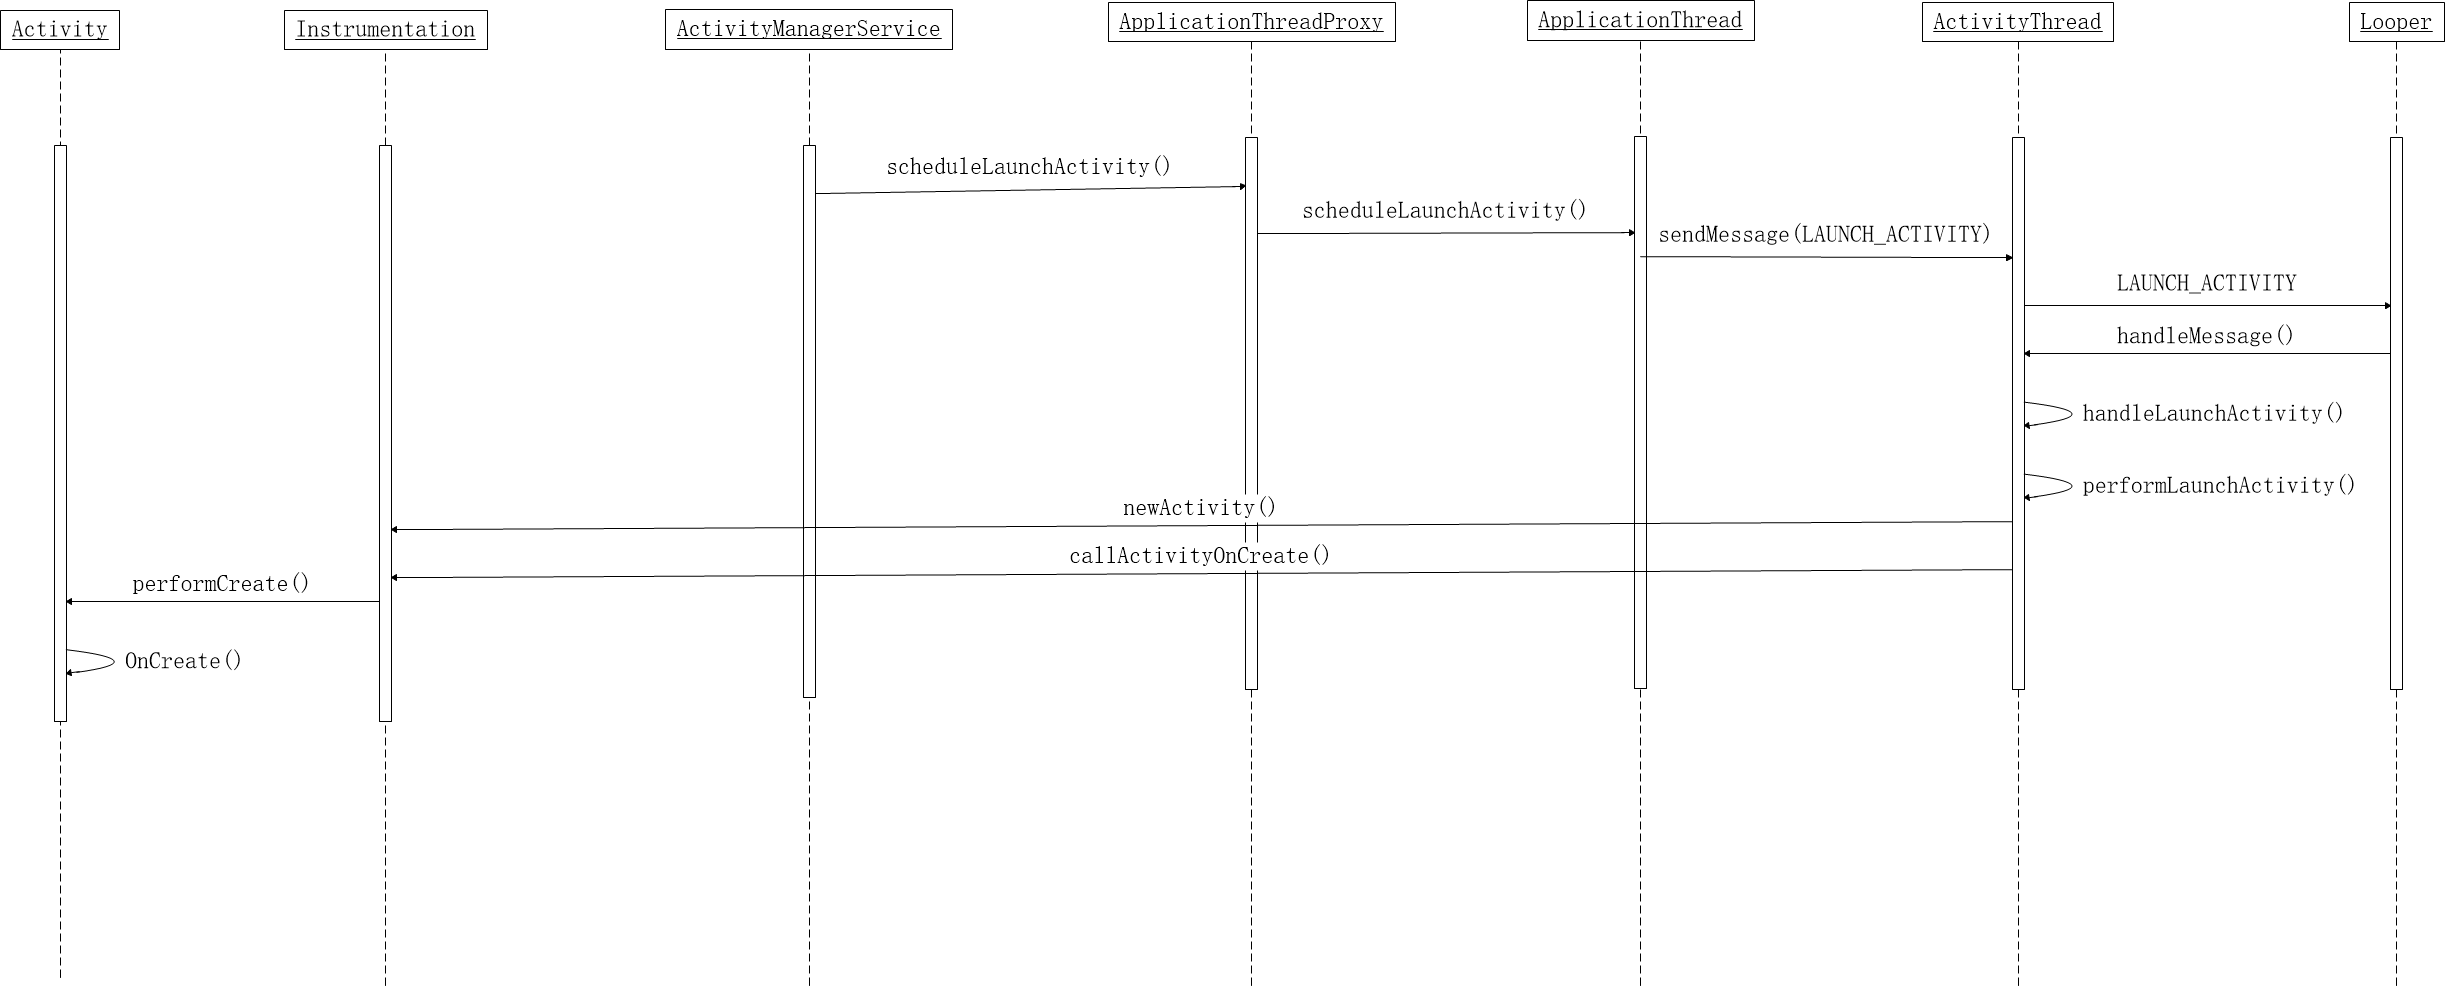 Activity
Instrumentation
ActivityManagerService
ApplicationThreadProxy
ApplicationThread
ActivityThread
Looper
scheduleLaunchActivity()
scheduleLaunchActivity()
sendMessage(LAUNCH_ACTIVITY)
LAUNCH_ACTIVITY
handleMessage()
handleLaunchActivity()
performLaunchActivity()
newActivity()
callActivityOnCreate()
performCreate()
OnCreate()